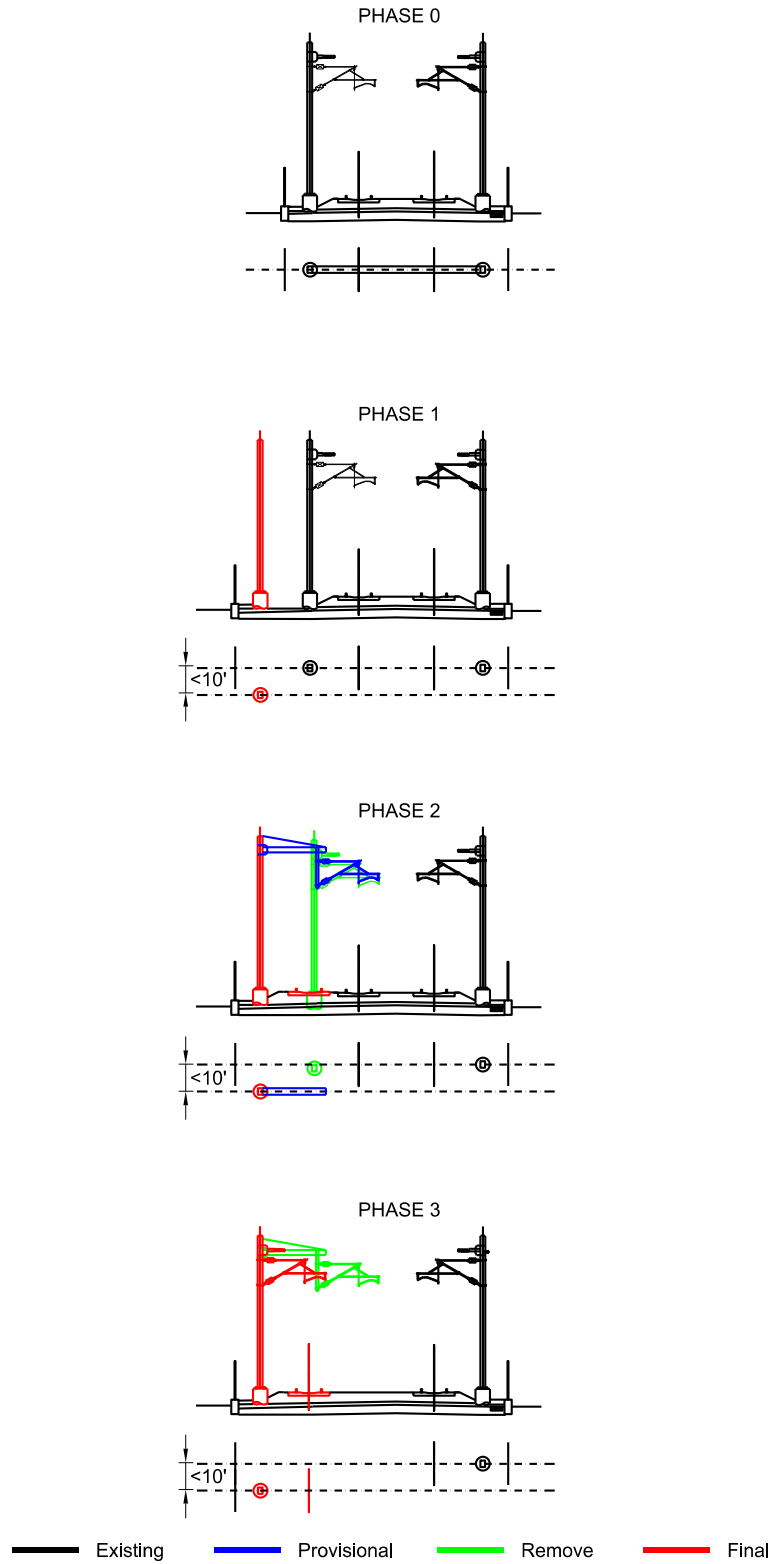 PHASE 0
PHASE 1
<10'
PHASE 2
<10'
PHASE 3
<10'
Existing Provisional Remove Final